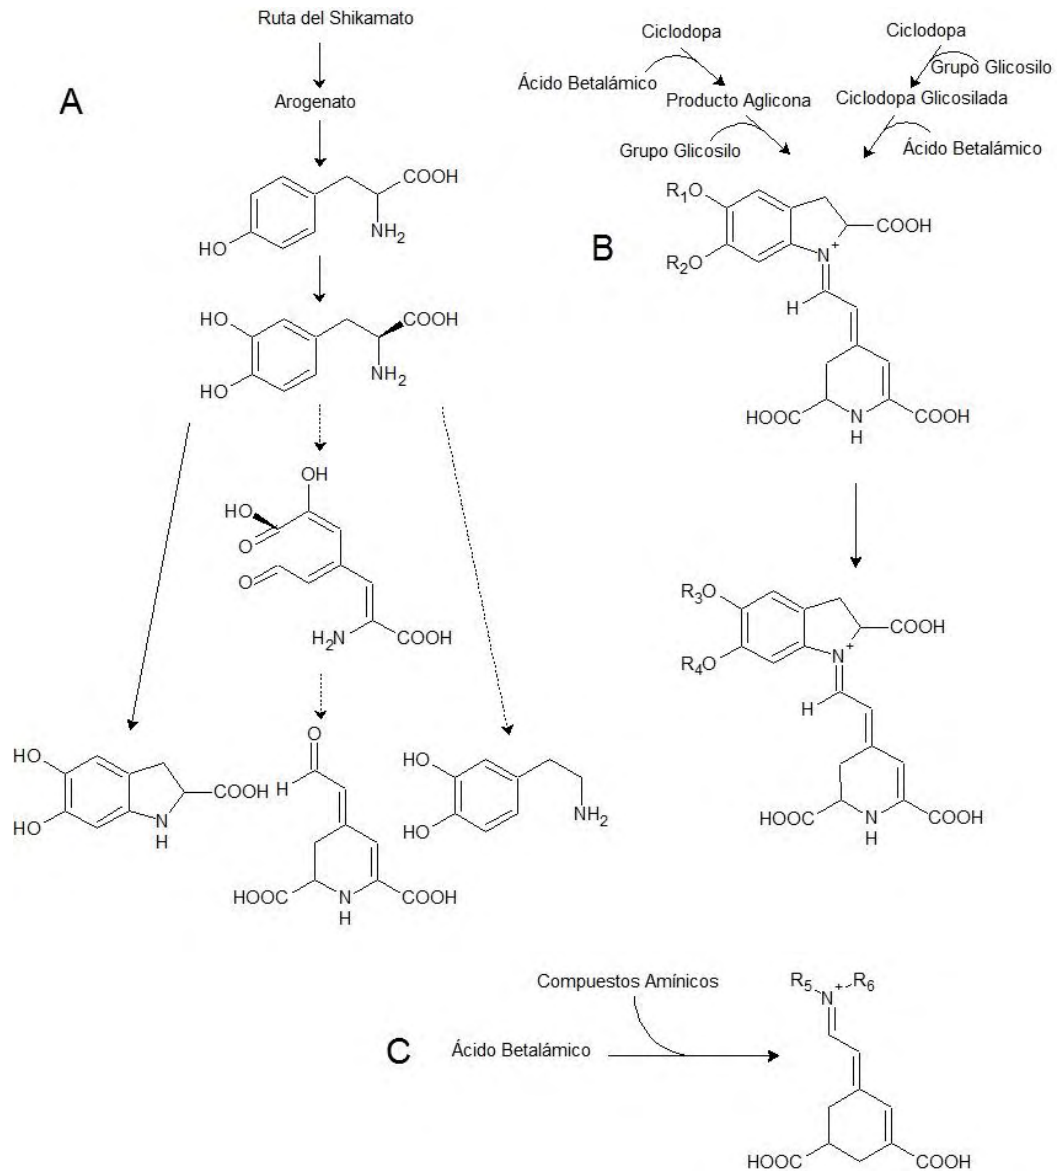 Ruta del Shikamato
A
Arogenato
COOH
NH2
HO
HO
COOH
NH2
HO
OH
HO
O
O
H2N
COOH
HO
COOH
HO
N
H
O
H
HOOC
N
H
COOH
HO
HO
NH2
Ciclodopa
Ciclodopa
Ácido Betalámico
Grupo Glicosilo
Producto Aglicona
Ciclodopa Glicosilada
Grupo Glicosilo
Ácido Betalámico
B
R1O
COOH
R2O
N+
H
HOOC
N
H
COOH
R3O
COOH
R4O
N+
H
HOOC
N
H
COOH
C
Compuestos Amínicos
Ácido Betalámico
R5
N+
R6
HOOC
COOH